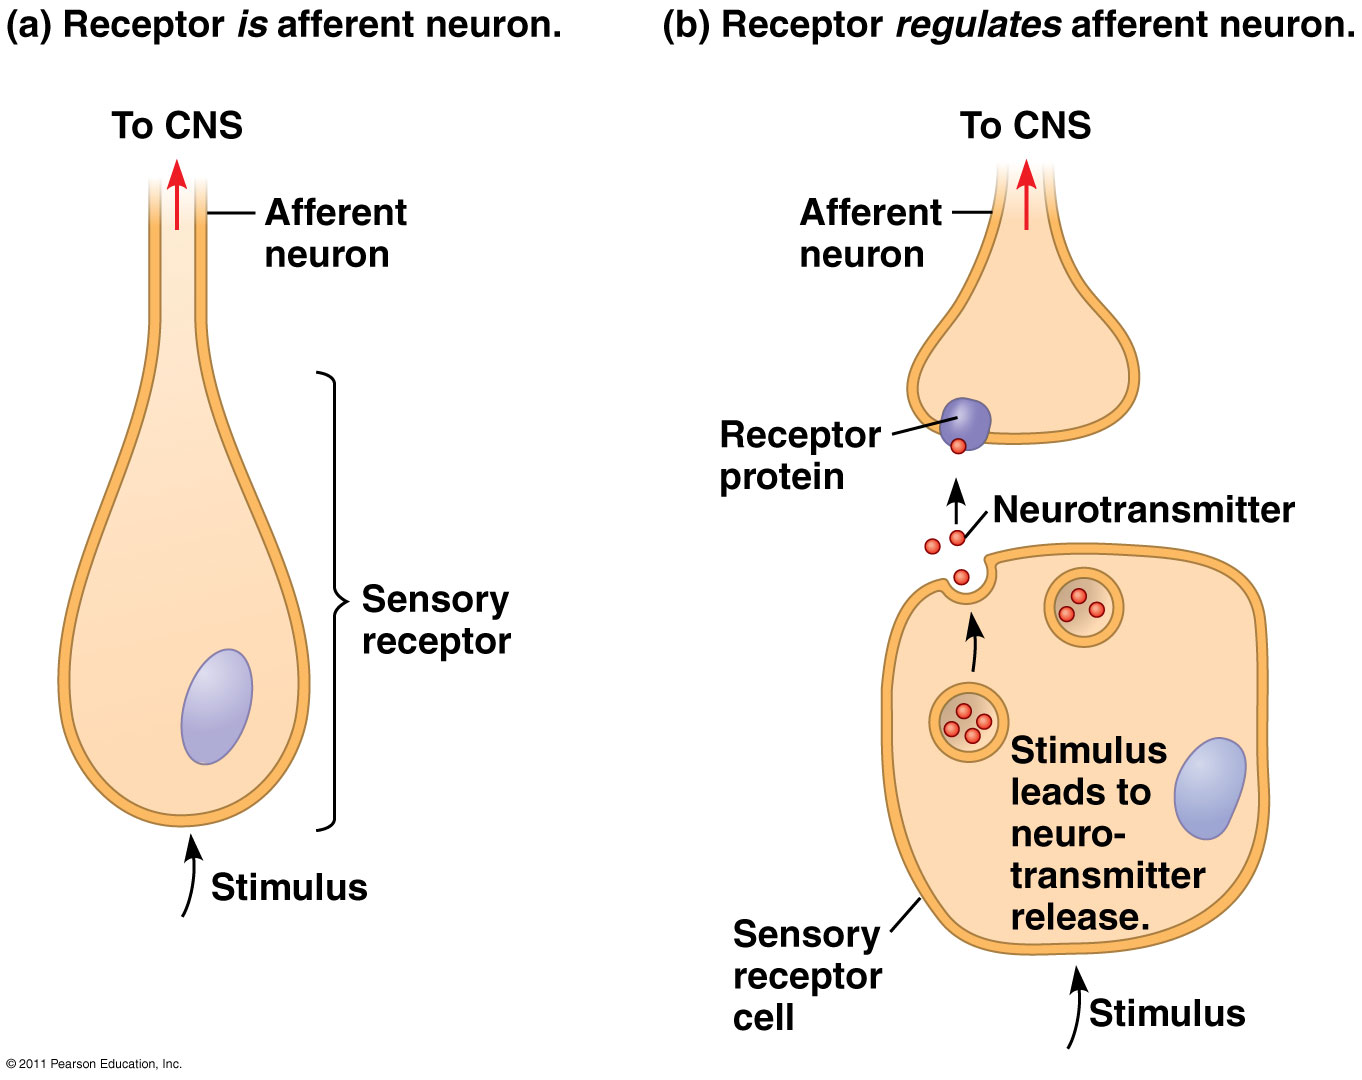 (a) Receptor is afferent neuron.
To CNS
Afferent
neuron
Sensory
receptor
Stimulus
(b) Receptor regulates afferent neuron.
To CNS
Afferent
neuron
Receptor
protein
Neurotransmitter
Stimulus
leads to
neuro-
transmitter
release.
Sensory
receptor
cell
Stimulus
© 2011 Pearson Education, Inc.